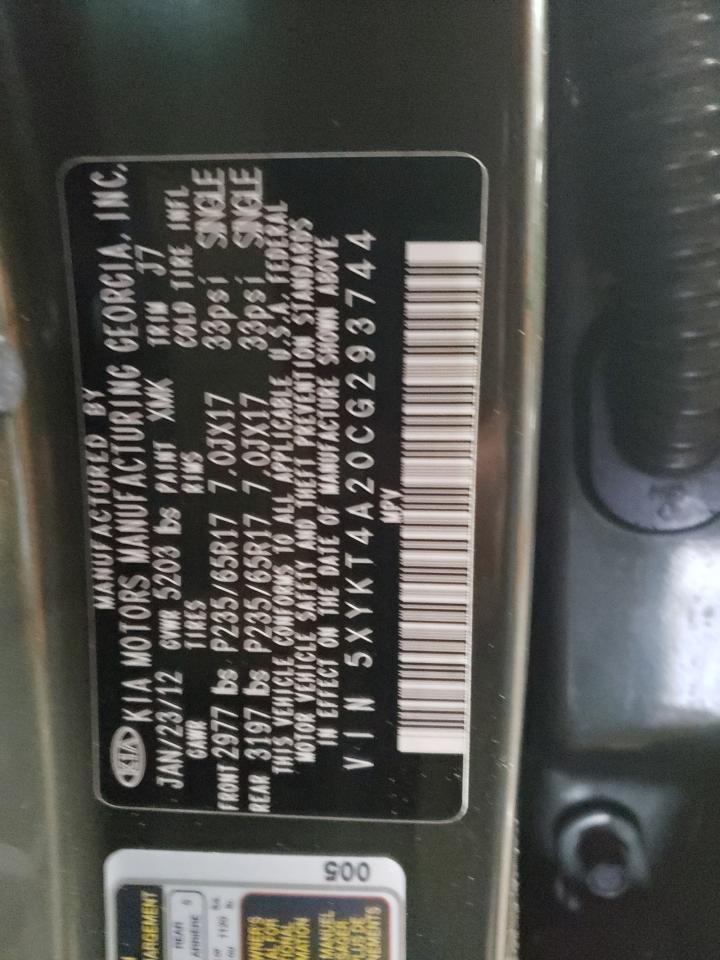 MANUFACTURED BY
KIA KIA MOTORS MANUFACTURING GEORGIA, INC.
JAN/23/12 GVWR 5203 lbs PAINT XMK TRIM J7
GAWR TIRES RIMS COLD TIRE INFL
FRONT 2977 lbs P235/65R17 7.0JX17 33psi SINGLE
REAR 3197 lbs P235/65R17 7.0JX17 33psi SINGLE
THIS VEHICLE CONFORMS TO ALL APPLICABLE U.S.A. FEDERAL
MOTOR VEHICLE SAFETY AND THEFT PREVENTION STANDARDS
IN EFFECT ON THE DATE OF MANUFACTURE SHOWN ABOVE
VIN 5XYKT4A20CG293744
MPV
005
REAR